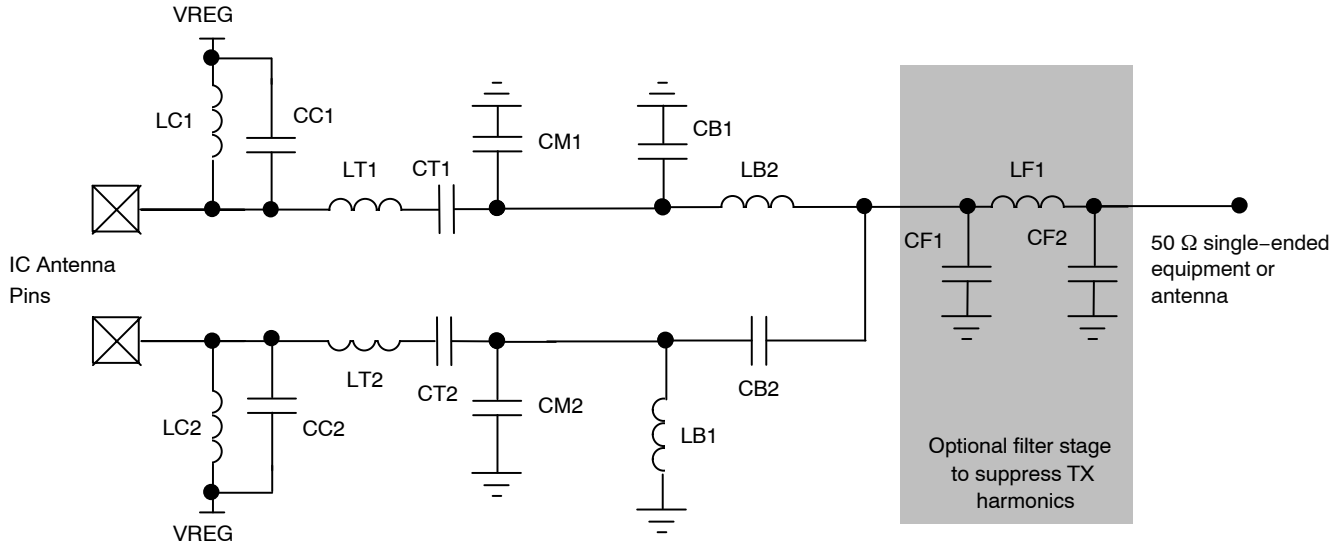 VREG
LC1
CC1
LT1
CT1
CM1
CB1
LB2
LF1
CF1
CF2
IC Antenna
Pins
50 Ω single−ended
equipment or
antenna
LT2
CT2
CB2
LC2
CC2
CM2
LB1
VREG
Optional filter stage
to suppress TX
harmonics